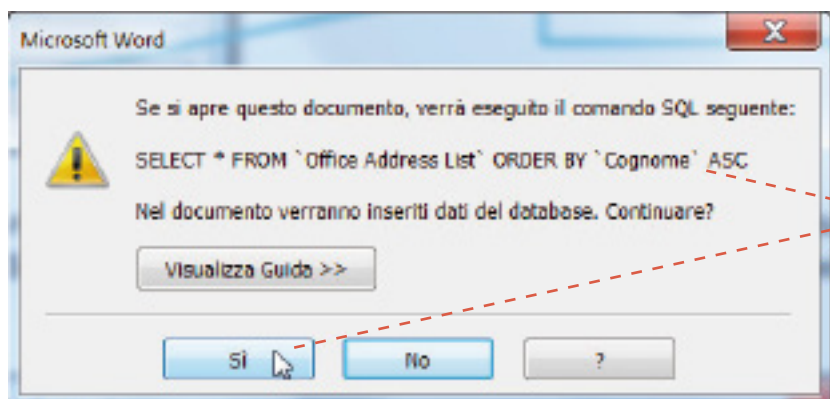 Microsoft Word
X
Se si apre questo documento, verrà eseguito il comando SQL seguente:
SELECT * FROM `Office Address List` ORDER BY `Cognome` ASC
Nel documento verranno inseriti dati del database. Continuare?
Visualizza Guida >>
Sì
No
?